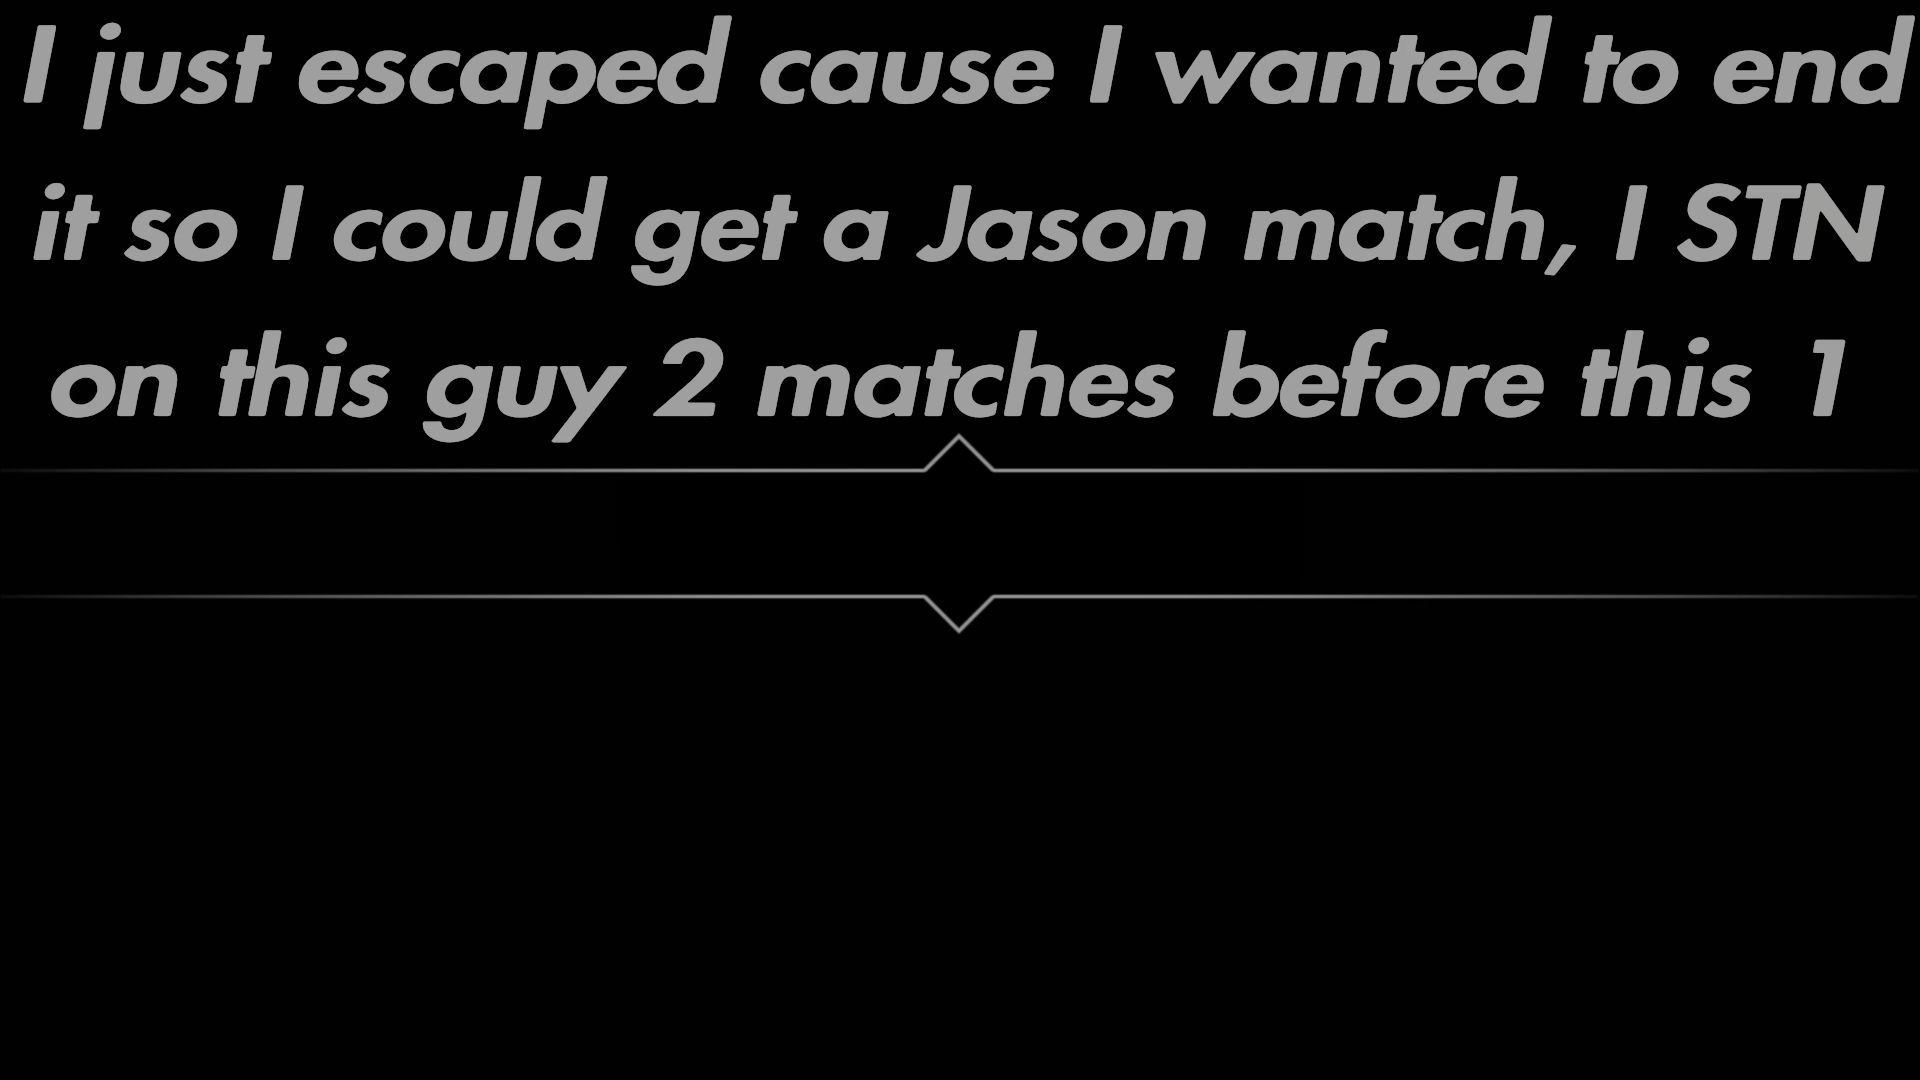 I just escaped cause I wanted to end
it so I could get a Jason match, I STN
on this guy 2 matches before this 1